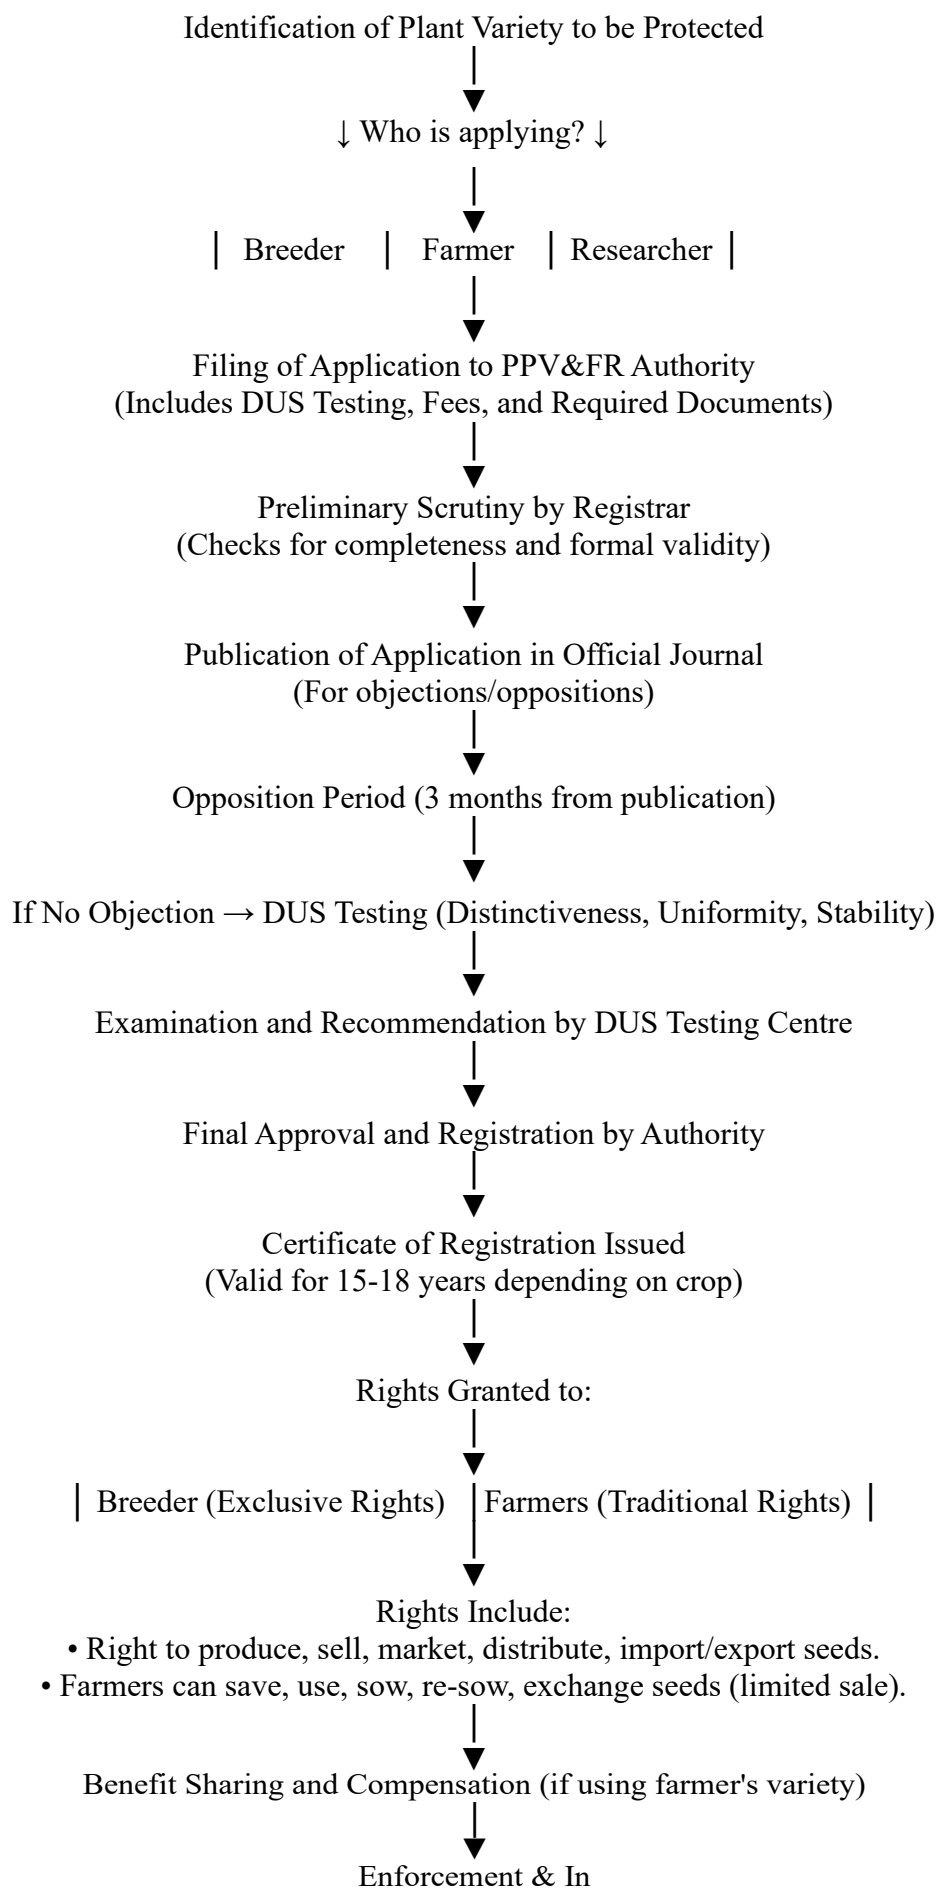 Identification of Plant Variety to be Protected
↓ Who is applying? ↓
| Breeder | Farmer | Researcher |
Filing of Application to PPV&FR Authority
(Includes DUS Testing, Fees, and Required Documents)
Preliminary Scrutiny by Registrar
(Checks for completeness and formal validity)
Publication of Application in Official Journal
(For objections/oppositions)
Opposition Period (3 months from publication)
If No Objection → DUS Testing (Distinctiveness, Uniformity, Stability)
Examination and Recommendation by DUS Testing Centre
Final Approval and Registration by Authority
Certificate of Registration Issued
(Valid for 15-18 years depending on crop)
Rights Granted to:
| Breeder (Exclusive Rights) | Farmers (Traditional Rights) |
Rights Include:
• Right to produce, sell, market, distribute, import/export seeds.
• Farmers can save, use, sow, re-sow, exchange seeds (limited sale).
Benefit Sharing and Compensation (if using farmer's variety)
Enforcement & In